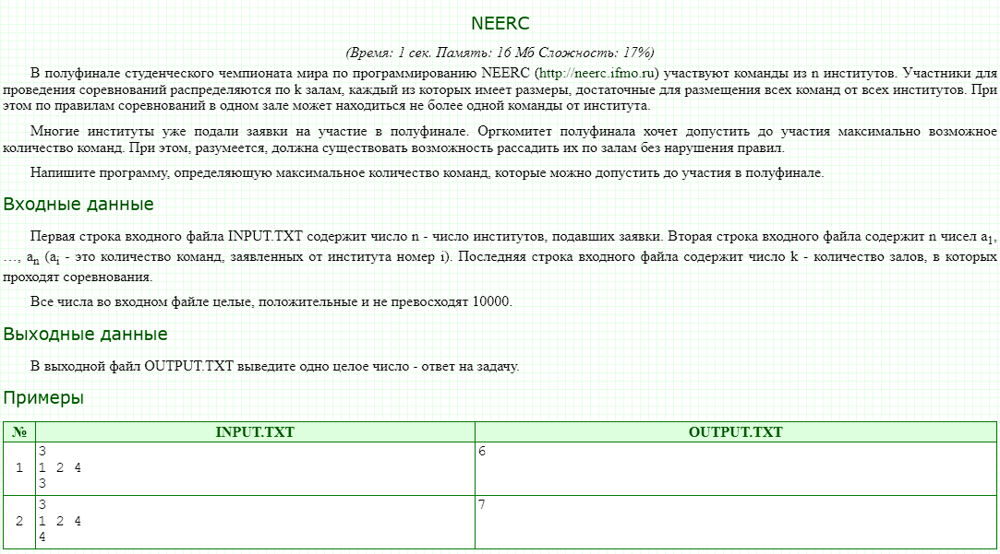 NEERC
(Время: 1 сек. Память: 16 Мб Сложность: 17%)
В полуфинале студенческого чемпионата мира по программированию NEERC (http://neerc.ifmo.ru) участвуют команды из n институтов. Участники для
проведения соревнований распределяются по k залам, каждый из которых имеет размеры, достаточные для размещения всех команд от всех институтов. При
этом по правилам соревнований в одном зале может находиться не более одной команды от института.
Многие институты уже подали заявки на участие в полуфинале. Оргкомитет полуфинала хочет допустить до участия максимально возможное
количество команд. При этом, разумеется, должна существовать возможность рассадить их по залам без нарушения правил.
Напишите программу, определяющую максимальное количество команд, которые можно допустить до участия в полуфинале.
Входные данные
Первая строка входного файла INPUT.TXT содержит число n - число институтов, подавших заявки. Вторая строка входного файла содержит n чисел a1,
…, an (ai - это количество команд, заявленных от института номер i). Последняя строка входного файла содержит число k - количество залов, в которых
проходят соревнования.
Все числа во входном файле целые, положительные и не превосходят 10000.
Выходные данные
В выходной файл OUTPUT.TXT выведите одно целое число - ответ на задачу.
Примеры
№ INPUT.TXT OUTPUT.TXT
3 6
1 1 2 4
3
3 7
2 1 2 4
4